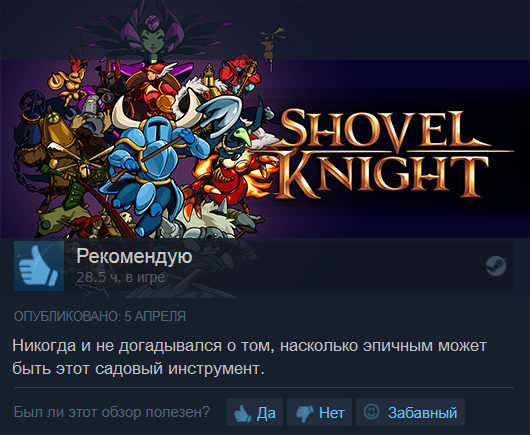 SHOVEL
KNIGHT
Рекомендую
28.5 ч. в игре
ОПУБЛИКОВАНО: 5 АПРЕЛЯ
Никогда и не догадывался о том, насколько эпичным может
быть этот садовый инструмент.
Был ли этот обзор полезен? Да Нет Забавный